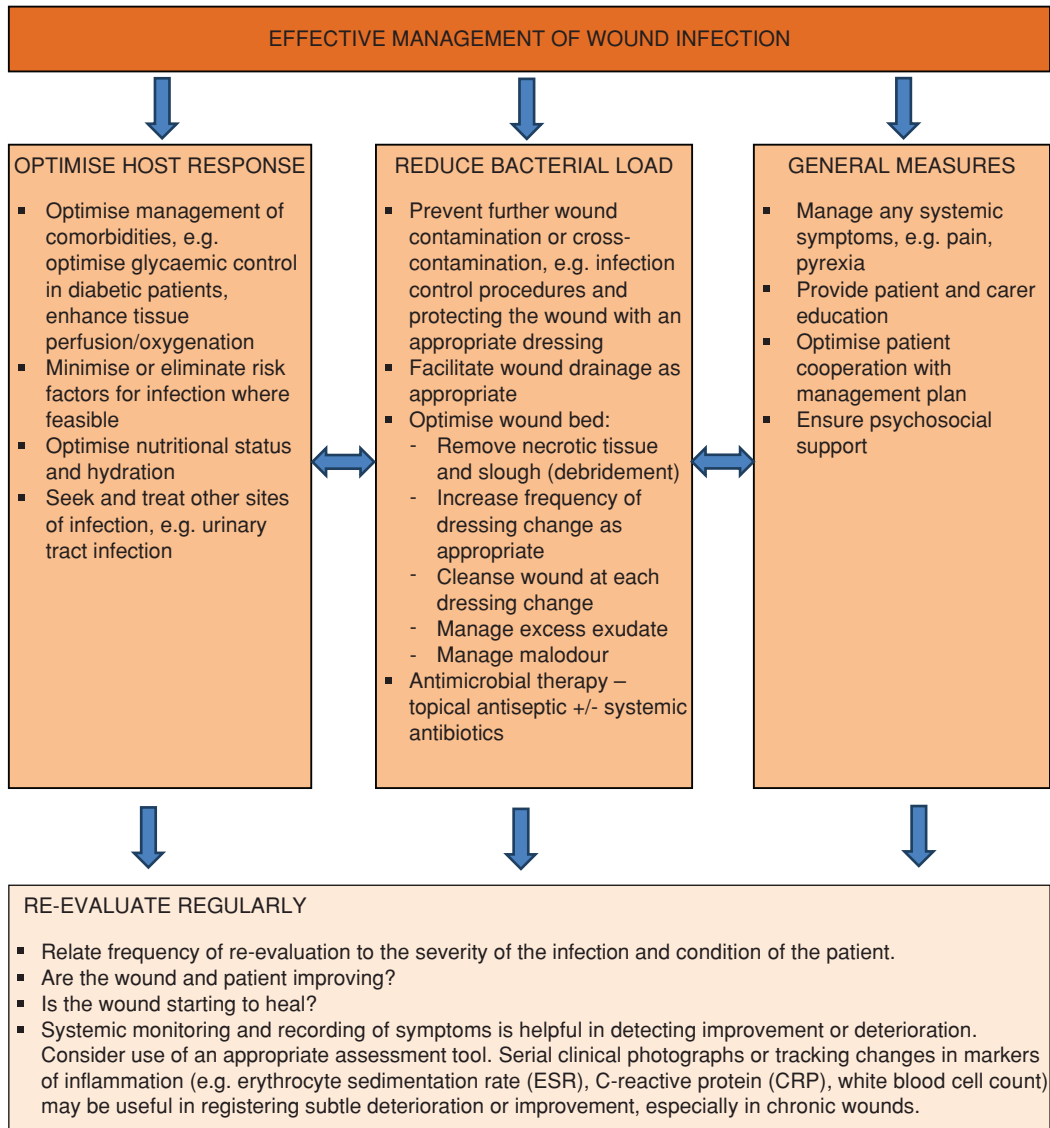 EFFECTIVE MANAGEMENT OF WOUND INFECTION
OPTIMISE HOST RESPONSE
▪ Optimise management of
comorbidities, e.g.
optimise glycaemic control
in diabetic patients,
enhance tissue
perfusion/oxygenation
▪ Minimise or eliminate risk
factors for infection where
feasible
▪ Optimise nutritional status
and hydration
▪ Seek and treat other sites
of infection, e.g. urinary
tract infection
REDUCE BACTERIAL LOAD
▪ Prevent further wound
contamination or cross-
contamination, e.g. infection
control procedures and
protecting the wound with an
appropriate dressing
▪ Facilitate wound drainage as
appropriate
▪ Optimise wound bed:
- Remove necrotic tissue
and slough (debridement)
- Increase frequency of
dressing change as
appropriate
- Cleanse wound at each
dressing change
- Manage excess exudate
- Manage malodour
▪ Antimicrobial therapy –
topical antiseptic +/- systemic
antibiotics
GENERAL MEASURES
▪ Manage any systemic
symptoms, e.g. pain,
pyrexia
▪ Provide patient and carer
education
▪ Optimise patient
cooperation with
management plan
▪ Ensure psychosocial
support
RE-EVALUATE REGULARLY
▪ Relate frequency of re-evaluation to the severity of the infection and condition of the patient.
▪ Are the wound and patient improving?
▪ Is the wound starting to heal?
▪ Systemic monitoring and recording of symptoms is helpful in detecting improvement or deterioration.
Consider use of an appropriate assessment tool. Serial clinical photographs or tracking changes in markers
of inflammation (e.g. erythrocyte sedimentation rate (ESR), C-reactive protein (CRP), white blood cell count)
may be useful in registering subtle deterioration or improvement, especially in chronic wounds.